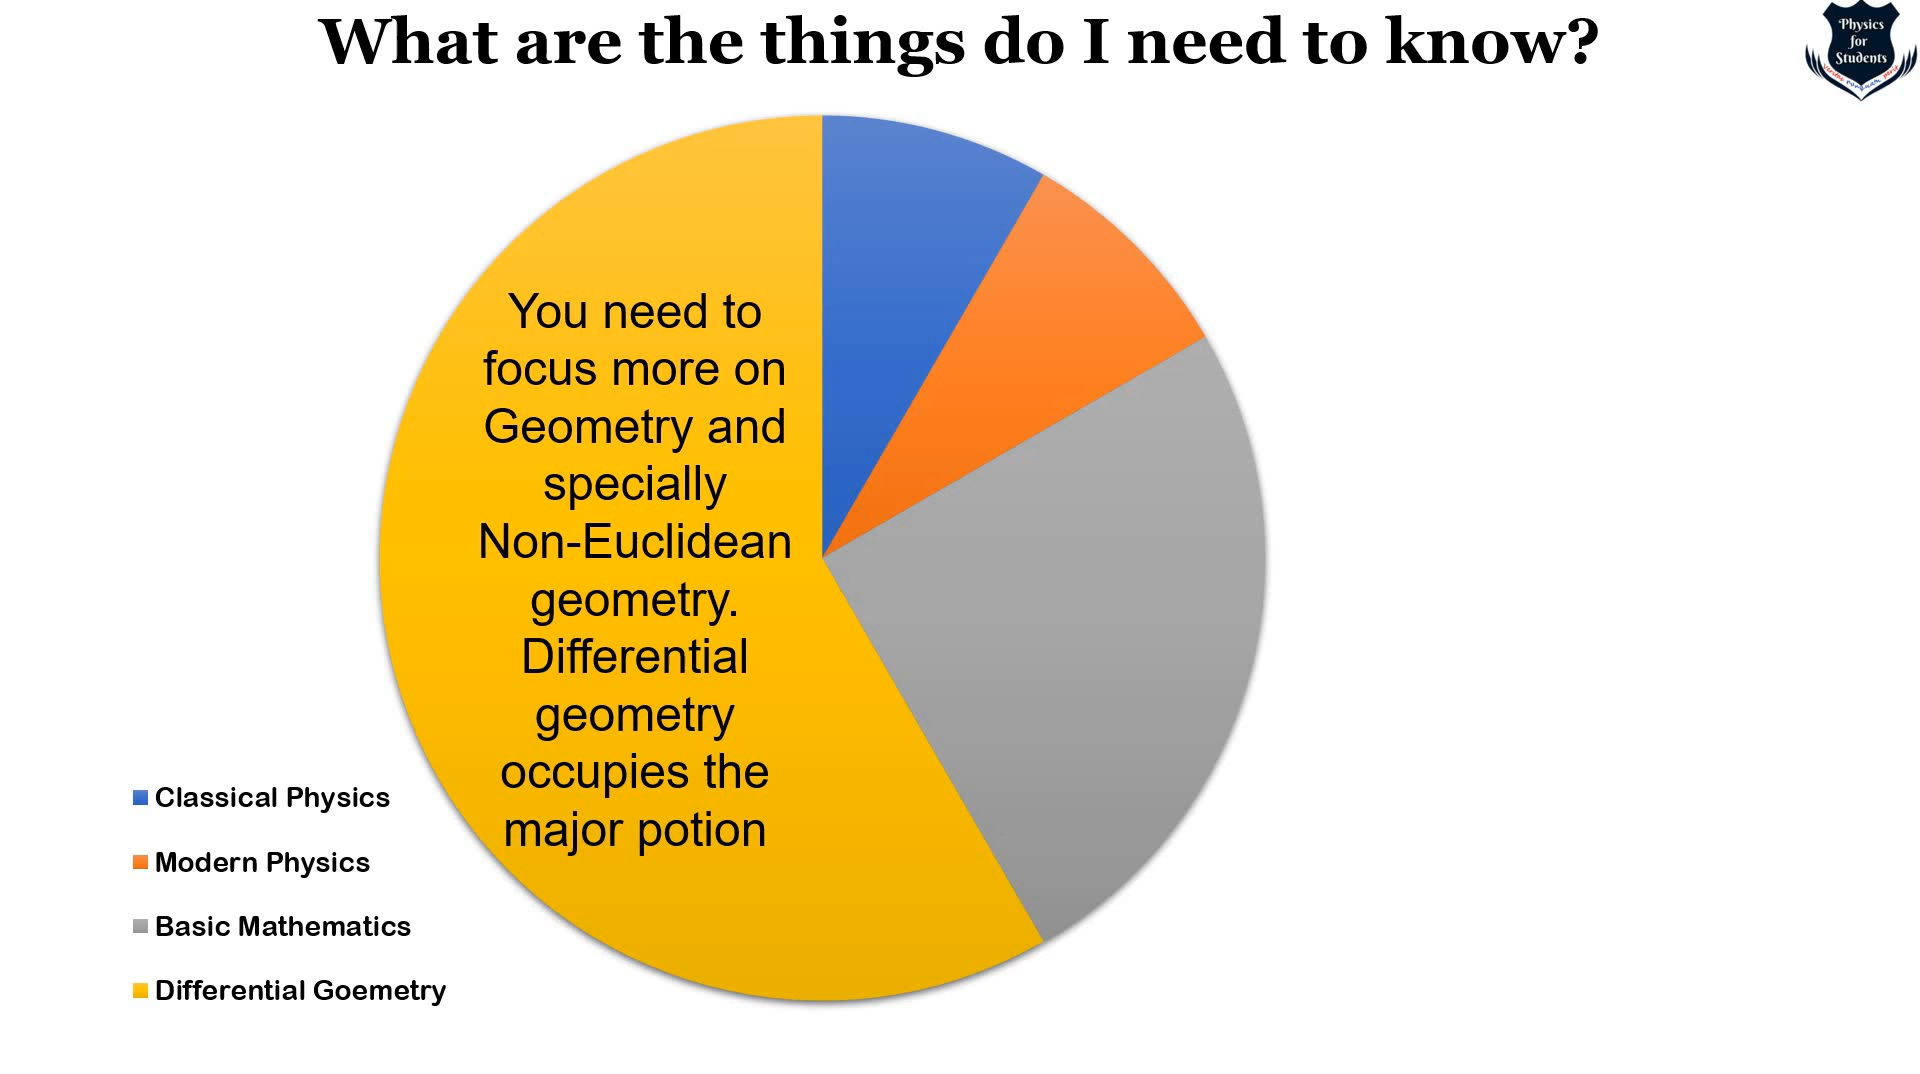 What are the things do I need to know?
Physics
for
Students
You need to
focus more on
Geometry and
specially
Non-Euclidean
geometry.
Differential
geometry
occupies the
major potion
Classical Physics
Modern Physics
Basic Mathematics
Differential Goemetry